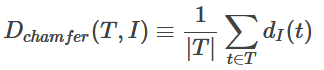 D_{chamfer}(T, I) ≡ \frac{1}{|T|} \sum_{t∈T} d_I(t)